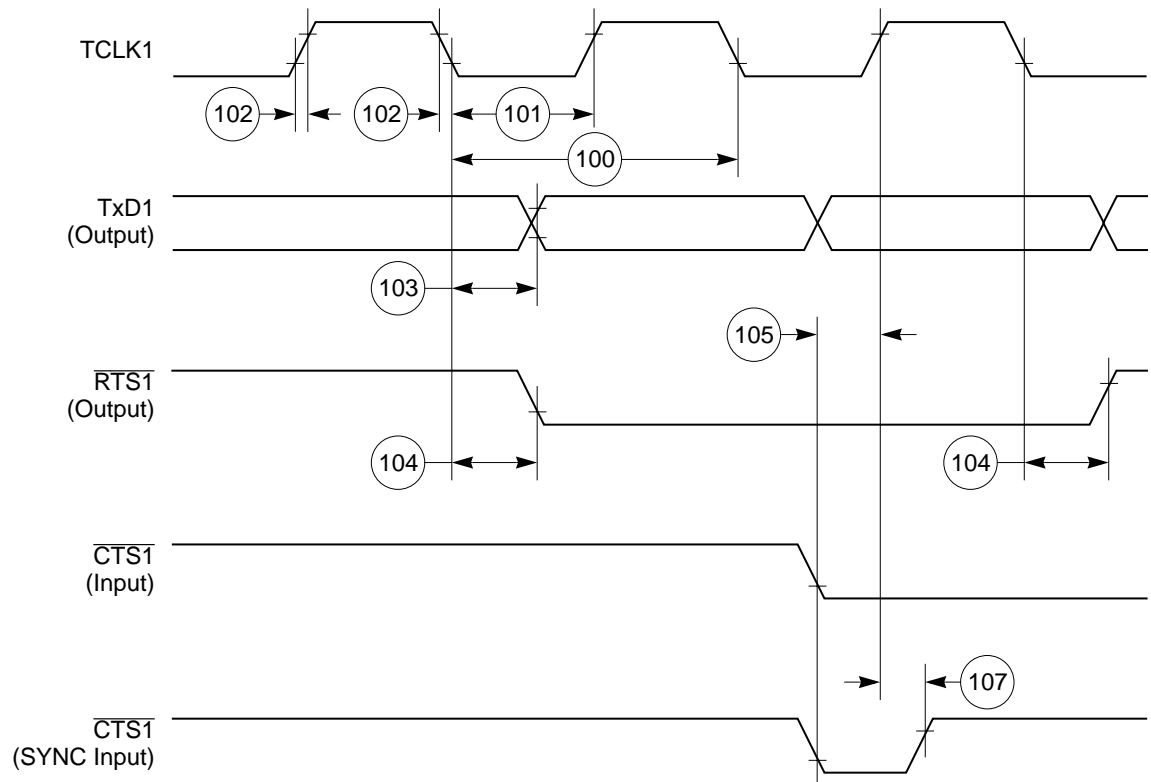 TCLK1
102
102
101
100
TxD1
(Output)
103
105
RTS1
(Output)
104
104
CTS1
(Input)
107
CTS1
(SYNC Input)